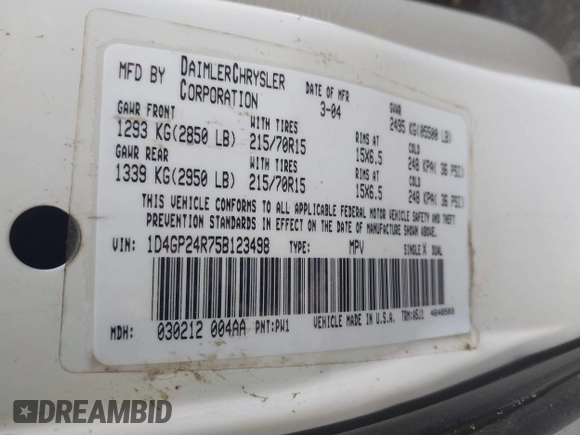 MFD BY DAIMLERCHRYSLER CORPORATION DATE OF MFR 3-04 GVWR 2495 KG(05500 LB)
GAWR FRONT WITH TIRES RIMS AT COLD
1293 KG(2850 LB) 215/70R15 15X6.5 248 KPA( 36 PSI)
GAWR REAR WITH TIRES RIMS AT COLD
1339 KG(2950 LB) 215/70R15 15X6.5 248 KPA( 36 PSI)
THIS VEHICLE CONFORMS TO ALL APPLICABLE FEDERAL MOTOR VEHICLE SAFETY AND THEFT
PREVENTION STANDARDS IN EFFECT ON THE DATE OF MANUFACTURE SHOWN ABOVE.
VIN: 1D4GP24R75B123498 TYPE: MPV SINGLE X DUAL
MDH: 030212 004AA PNT:PW1 VEHICLE MADE IN U.S.A.
DREAMBID